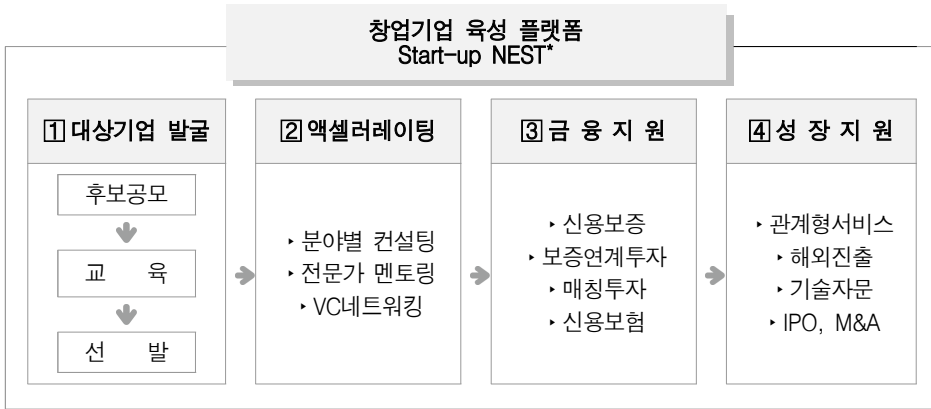 창업기업 육성 플랫폼
Start-up NEST*
1 대상기업 발굴
후보공모
교 육
선 발
2 액셀러레이팅
‣ 분야별 컨설팅
‣ 전문가 멘토링
‣ VC네트워킹
3 금 융 지 원
‣ 신용보증
‣ 보증연계투자
‣ 매칭투자
‣ 신용보험
4 성 장 지 원
‣ 관계형서비스
‣ 해외진출
‣ 기술자문
‣ IPO, M&A